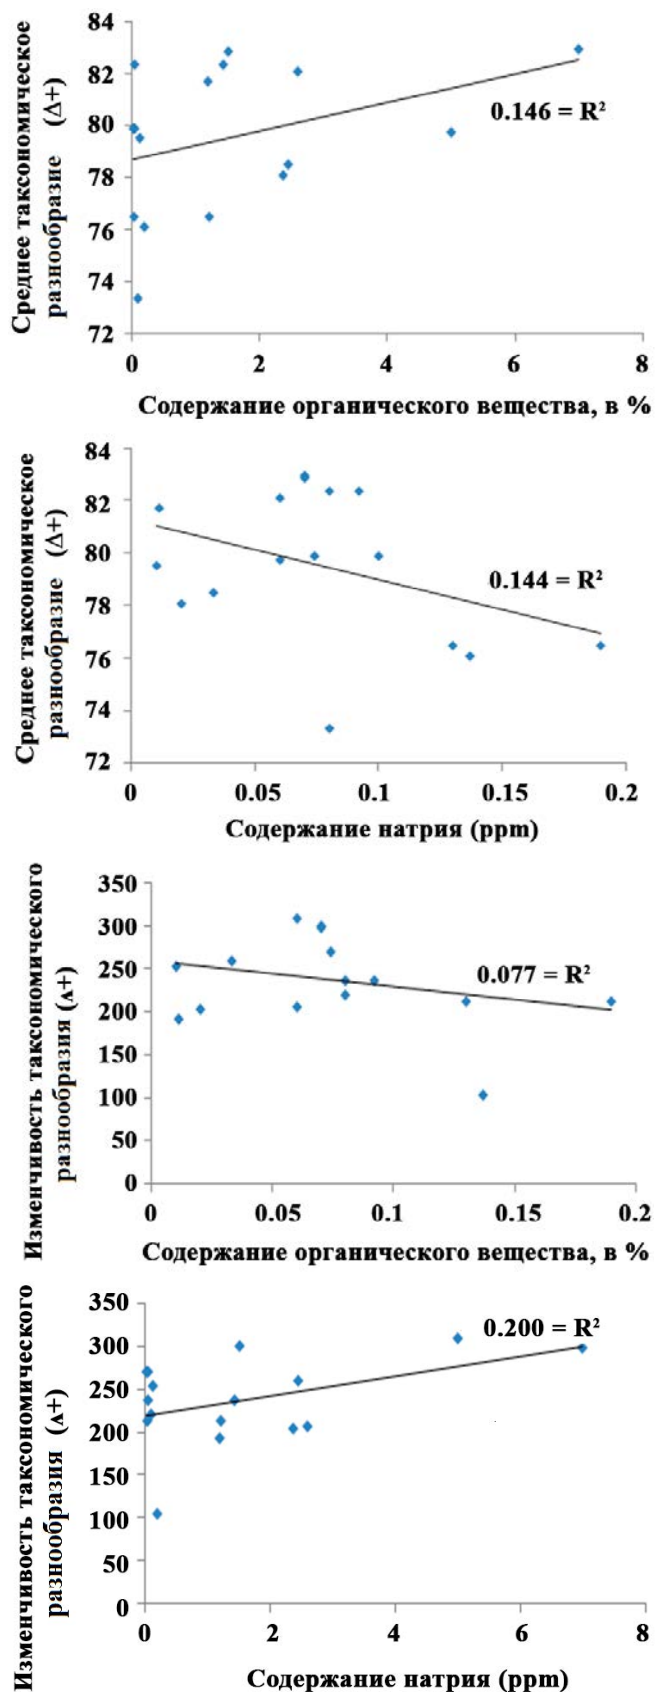 Среднее таксономическое
разнообразие (Δ+)
84
82
80
78
76
74
72
0.146 = R²
0 2 4 6 8
Содержание органического вещества, в %
Среднее таксономическое
разнообразие (Δ+)
84
82
80
78
76
74
72
0.144 = R²
0 0.05 0.1 0.15 0.2
Содержание натрия (ppm)
Изменчивость таксономического
разнообразия (ʌ+)
350
300
250
200
150
100
50
0
0.077 = R²
0 0.05 0.1 0.15 0.2
Содержание органического вещества, в %
Изменчивость таксономического
разнообразия (ʌ+)
350
300
250
200
150
100
50
0
0.200 = R²
0 2 4 6 8
Содержание натрия (ppm)